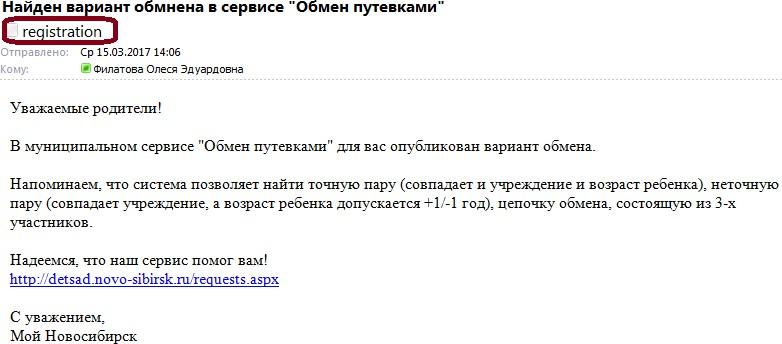 Найден вариант обмнена в сервисе "Обмен путевками"
registration
Отправлено: Ср 15.03.2017 14:06
Кому: Филатова Олеся Эдуардовна
Уважаемые родители!
В муниципальном сервисе "Обмен путевками" для вас опубликован вариант обмена.
Напоминаем, что система позволяет найти точную пару (совпадает и учреждение и возраст ребенка), неточную
пару (совпадает учреждение, а возраст ребенка допускается +1/-1 год), цепочку обмена, состоящую из 3-х
участников.
Надеемся, что наш сервис помог вам!
http://detsad.novo-sibirsk.ru/requests.aspx
С уважением,
Мой Новосибирск